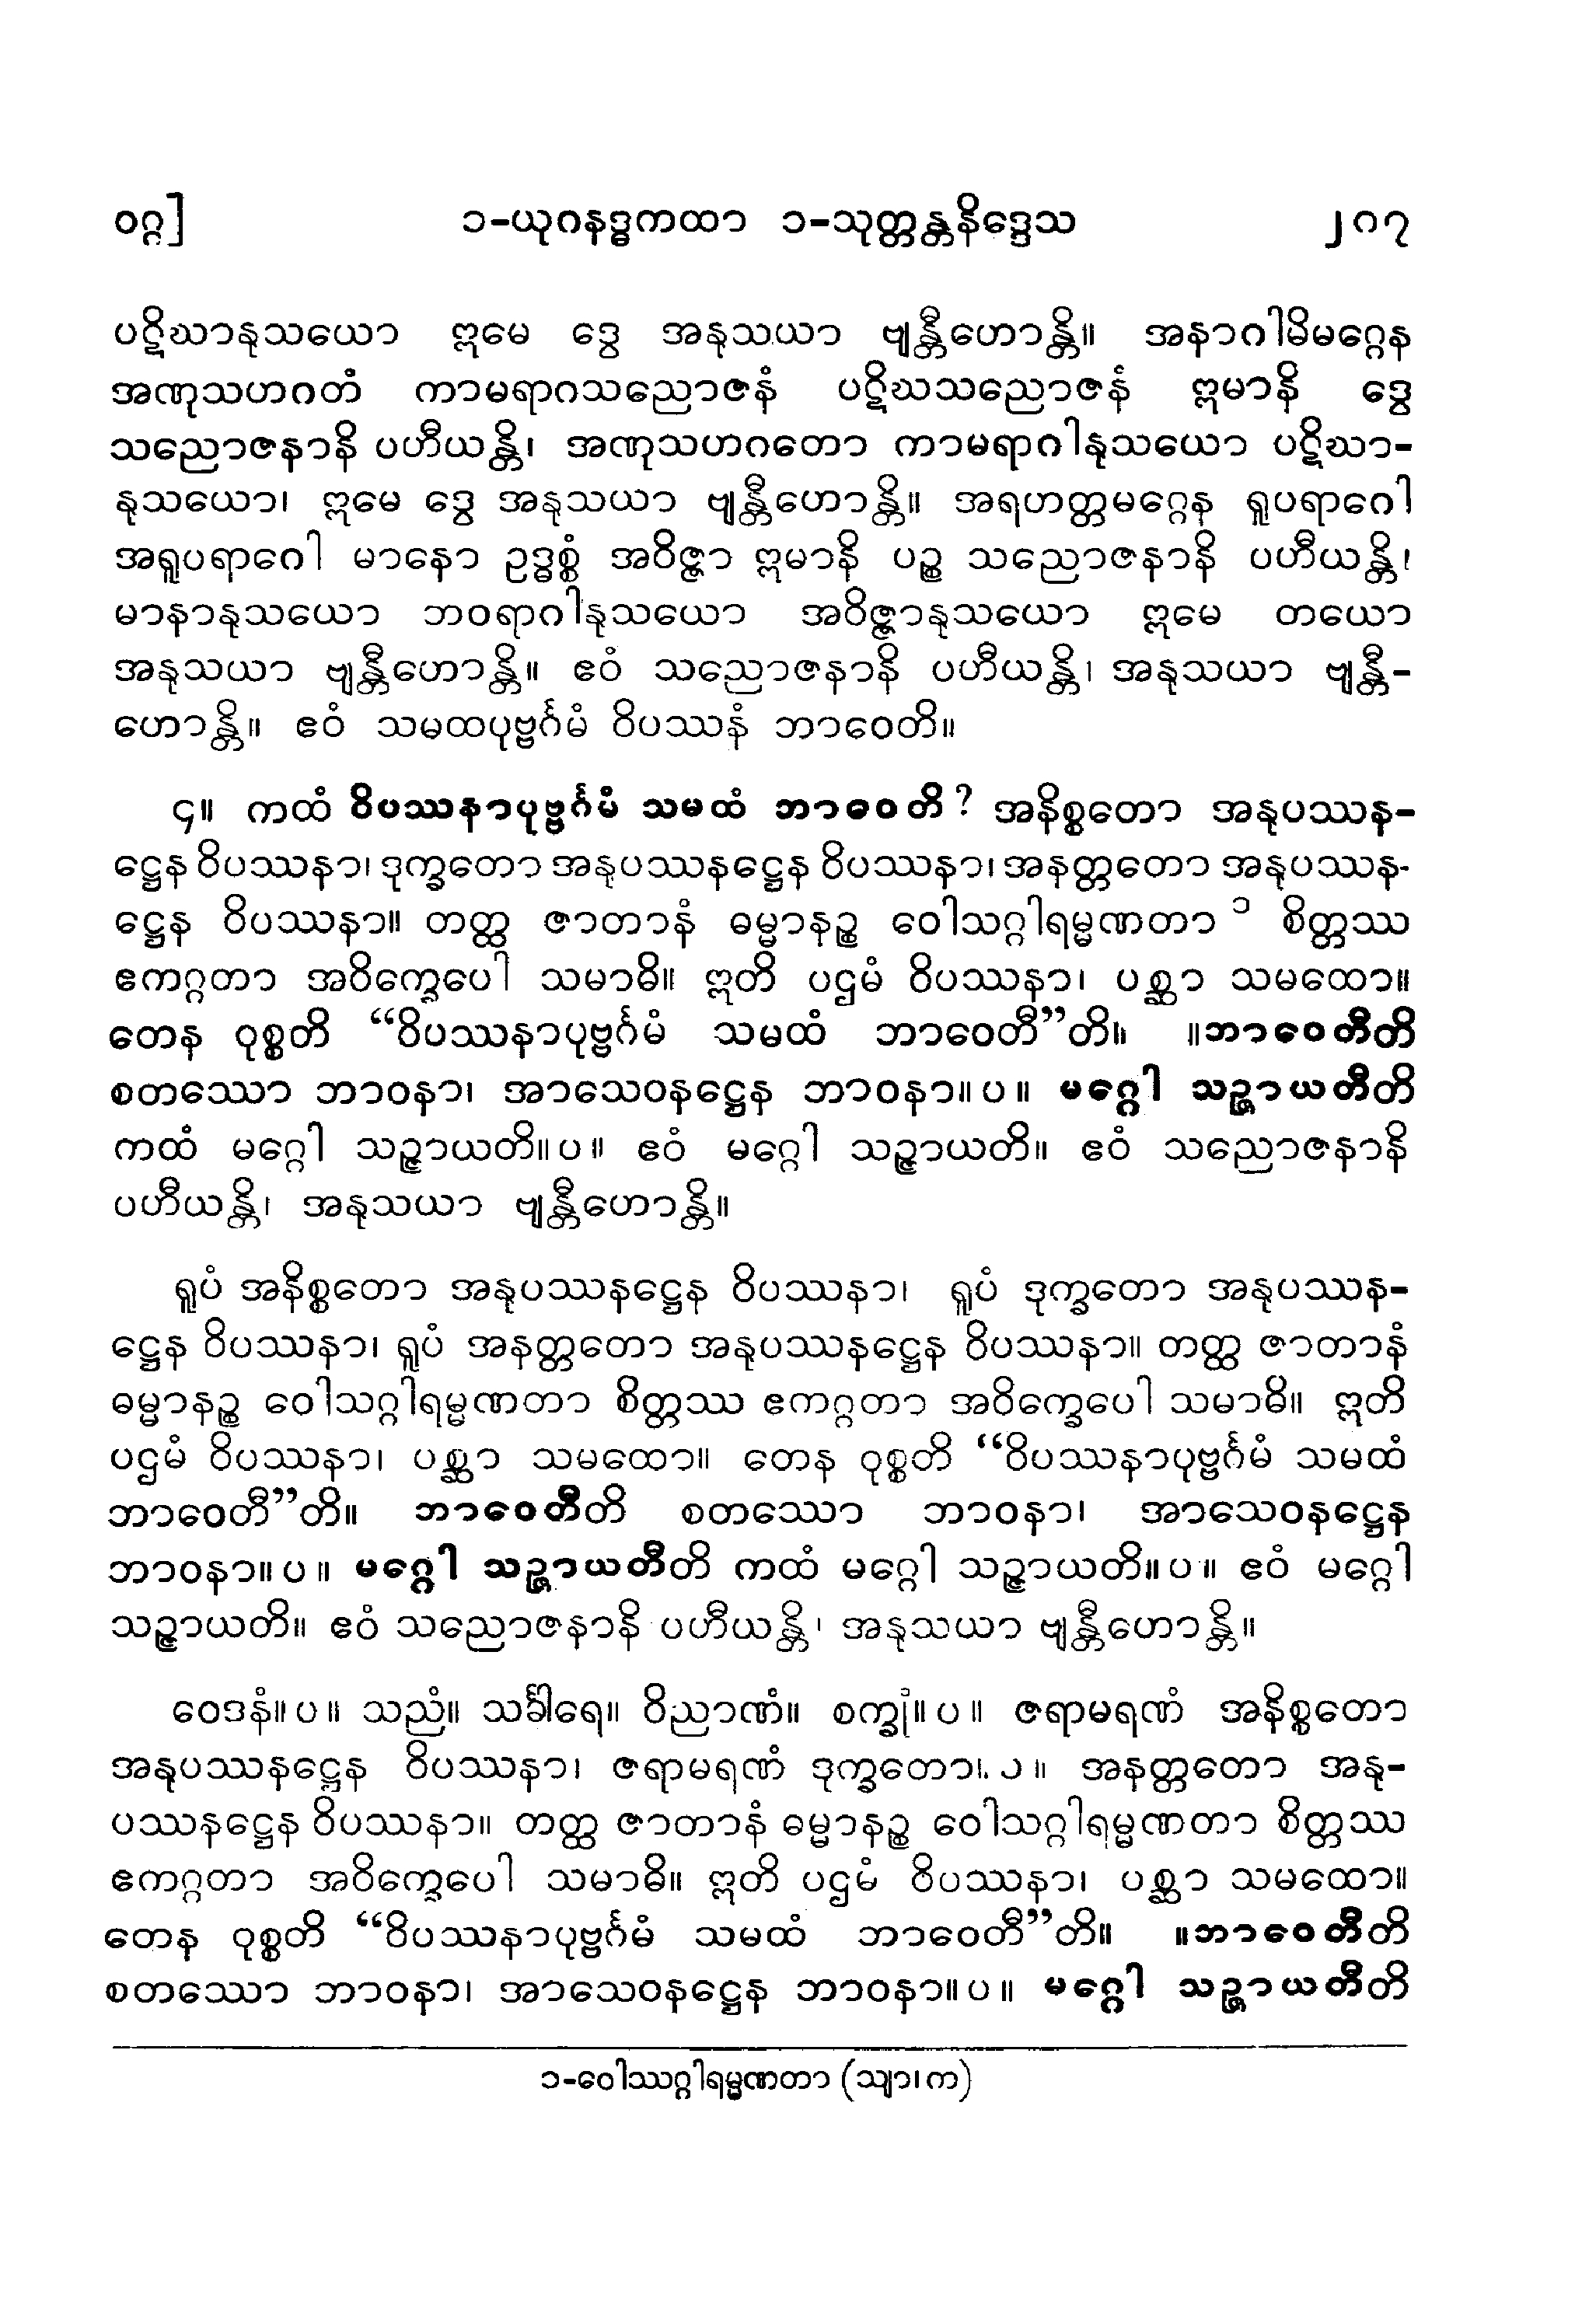 ဝဂ္ဂ] ၁-ယုဂနဒ္ဓကထာ ၁-သုတ္တန္တနိဒ္ဒေသ ၂၈၇
ပဋိဃာနုသယော ဣမေ ဒွေ အနုသယာ ဗျန္တီဟောန္တိ။ အနာဂါမိမဂ္ဂေန
အဏုသဟဂတံ ကာမရာဂသညောဇနံ ပဋိဃသညောဇနံ ဣမာနိ ဒွေ
သညောဇနာနိ ပဟီယန္တိ၊ အဏုသဟဂတော ကာမရာဂါနုသယော ပဋိဃာ-
နုသယော၊ ဣမေ ဒွေ အနုသယာ ဗျန္တီဟောန္တိ။ အရဟတ္တမဂ္ဂေန ရူပရာဂေါ
အရူပရာဂေါ မာနော ဥဒ္ဓစ္စံ အဝိဇ္ဇာ ဣမာနိ ပဉ္စ သညောဇနာနိ ပဟီယန္တိ၊
မာနာနုသယော ဘဝရာဂါနုသယော အဝိဇ္ဇာနုသယော ဣမေ တယော
အနုသယာ ဗျန္တီဟောန္တိ။ ဧဝံ သညောဇနာနိ ပဟီယန္တိ၊ အနုသယာ ဗျန္တီ-
ဟောန္တိ။ ဧဝံ သမထပုဗ္ဗင်္ဂမံ ဝိပဿနံ ဘာဝေတိ။
၄။ ကထံ ဝိပဿနာပုဗ္ဗင်္ဂမံ သမထံ ဘာဝေတိ? အနိစ္စတော အနုပဿန-
ဋ္ဌေန ဝိပဿနာ၊ ဒုက္ခတော အနုပဿနဋ္ဌေန ဝိပဿနာ၊ အနတ္တတော အနုပဿန-
ဋ္ဌေန ဝိပဿနာ။ တတ္ထ ဇာတာနံ ဓမ္မာနဉ္စ ဝေါသဂ္ဂါရမ္မဏတာ ၁ စိတ္တဿ
ဧကဂ္ဂတာ အဝိက္ခေပေါ သမာဓိ။ ဣတိ ပဌမံ ဝိပဿနာ၊ ပစ္ဆာ သမထော။
တေန ဝုစ္စတိ “ဝိပဿနာပုဗ္ဗင်္ဂမံ သမထံ ဘာဝေတီ”တိ။ ။ဘာဝေတီတိ
စတဿော ဘာဝနာ၊ အာသေဝနဋ္ဌေန ဘာဝနာ။ပ။ မဂ္ဂေါ သဉ္ဇာယတီတိ
ကထံ မဂ္ဂေါ သဉ္ဇာယတိ။ပ။ ဧဝံ မဂ္ဂေါ သဉ္ဇာယတိ။ ဧဝံ သညောဇနာနိ
ပဟီယန္တိ၊ အနုသယာ ဗျန္တီဟောန္တိ။
ရူပံ အနိစ္စတော အနုပဿနဋ္ဌေန ဝိပဿနာ၊ ရူပံ ဒုက္ခတော အနုပဿန-
ဋ္ဌေန ဝိပဿနာ၊ ရူပံ အနတ္တတော အနုပဿနဋ္ဌေန ဝိပဿနာ။ တတ္ထ ဇာတာနံ
ဓမ္မာနဉ္စ ဝေါသဂ္ဂါရမ္မဏတာ စိတ္တဿ ဧကဂ္ဂတာ အဝိက္ခေပေါ သမာဓိ။ ဣတိ
ပဌမံ ဝိပဿနာ၊ ပစ္ဆာ သမထော။ တေန ဝုစ္စတိ “ဝိပဿနာပုဗ္ဗင်္ဂမံ သမထံ
ဘာဝေတီ”တိ။ ဘာဝေတီတိ စတဿော ဘာဝနာ၊ အာသေဝနဋ္ဌေန
ဘာဝနာ။ပ။ မဂ္ဂေါ သဉ္ဇာယတီတိ ကထံ မဂ္ဂေါ သဉ္ဇာယတိ။ပ။ ဧဝံ မဂ္ဂေါ
သဉ္ဇာယတိ။ ဧဝံ သညောဇနာနိ ပဟီယန္တိ၊ အနုသယာ ဗျန္တီဟောန္တိ။
ဝေဒနံ။ပ။ သညံ။ သင်္ခါရေ။ ဝိညာဏံ။ စက္ခုံ။ပ။ ဇရာမရဏံ အနိစ္စတော
အနုပဿနဋ္ဌေန ဝိပဿနာ၊ ဇရာမရဏံ ဒုက္ခတော။ပ။ အနတ္တတော အနု-
ပဿနဋ္ဌေန ဝိပဿနာ။ တတ္ထ ဇာတာနံ ဓမ္မာနဉ္စ ဝေါသဂ္ဂါရမ္မဏတာ စိတ္တဿ
ဧကဂ္ဂတာ အဝိက္ခေပေါ သမာဓိ။ ဣတိ ပဌမံ ဝိပဿနာ၊ ပစ္ဆာ သမထော။
တေန ဝုစ္စတိ “ဝိပဿနာပုဗ္ဗင်္ဂမံ သမထံ ဘာဝေတီ”တိ။ ။ဘာဝေတီတိ
စတဿော ဘာဝနာ၊ အာသေဝနဋ္ဌေန ဘာဝနာ။ပ။ မဂ္ဂေါ သဉ္ဇာယတီတိ
၁-ဝေါဿဂ္ဂါရမ္မဏတာ (သျာ၊က)